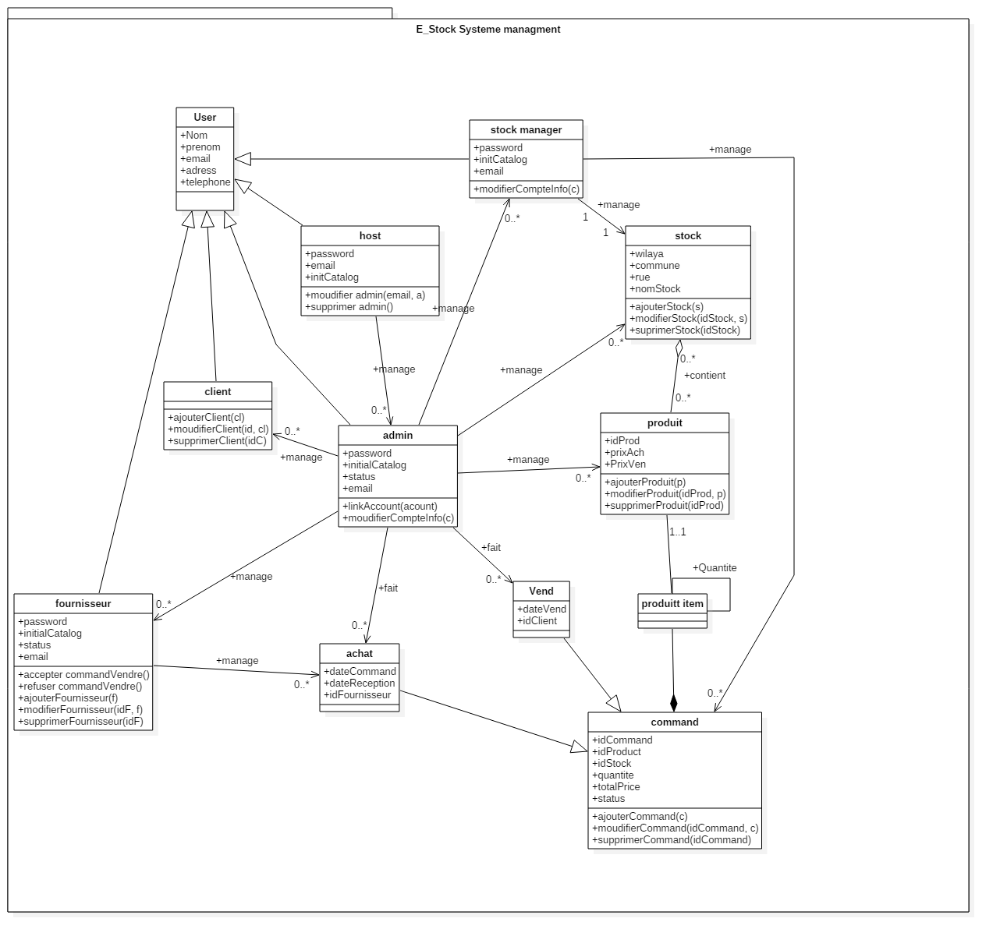 E_Stock Systeme managment
User
+Nom
+prenom
+email
+adress
+telephone
stock manager
+password
+initCatalog
+email
+modifierCompteInfo(c)
+manage
0..*
+manage
1
1
host
+password
+email
+initCatalog
+moudifier admin(email, a)
+supprimer admin()
+manage
stock
+wilaya
+commune
+rue
+nomStock
+ajouterStock(s)
+modifierStock(idStock, s)
+suprimerStock(idStock)
0..*
0..*
+contient
0..*
+manage
+manage
0..*
client
+ajouterClient(cl)
+moudifierClient(id, cl)
+supprimerClient(idC)
0..*
+manage
admin
+password
+initialCatalog
+status
+email
+linkAccount(acount)
+moudifierCompteInfo(c)
+manage
0..*
produit
+idProd
+prixAch
+PrixVen
+ajouterProduit(p)
+modifierProduit(idProd, p)
+supprimerProduit(idProd)
1..1
+Quantite
+fait
0..*
+manage
0..*
+fait
0..*
Vend
+dateVend
+idClient
produitt item
fournisseur
+password
+initialCatalog
+status
+email
+accepter commandVendre()
+refuser commandVendre()
+ajouterFournisseur(f)
+modifierFournisseur(idF, f)
+supprimerFournisseur(idF)
+manage
0..*
achat
+dateCommand
+dateReception
+idFournisseur
0..*
command
+idCommand
+idProduct
+idStock
+quantite
+totalPrice
+status
+ajouterCommand(c)
+moudifierCommand(idCommand, c)
+supprimerCommand(idCommand)